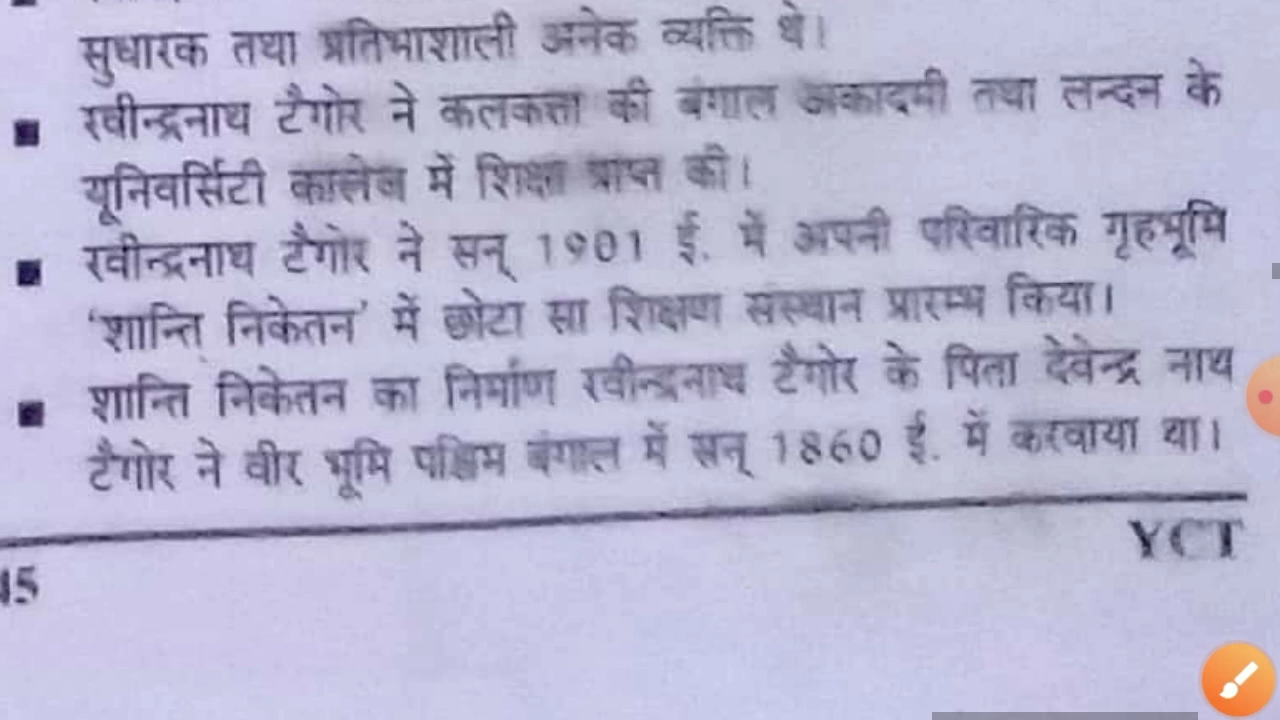 सुधारक तथा प्रतिभाशाली अनेक व्यक्ति थे।
■ रवीन्द्रनाथ टैगोर ने कलकत्ता की बंगाल अकादमी तथा लन्दन के
यूनिवर्सिटी कालेज में शिक्षा प्राप्त की।
■ रवीन्द्रनाथ टैगोर ने सन् 1901 ई. में अपनी परिवारिक गृहभूमि
‘शान्ति निकेतन’ में छोटा सा शिक्षण संस्थान प्रारम्भ किया।
■ शान्ति निकेतन का निर्माण रवीन्द्रनाथ टैगोर के पिता देवेन्द्र नाथ
टैगोर ने वीर भूमि पश्चिम बंगाल में सन् 1860 ई. में करवाया था।
YCT